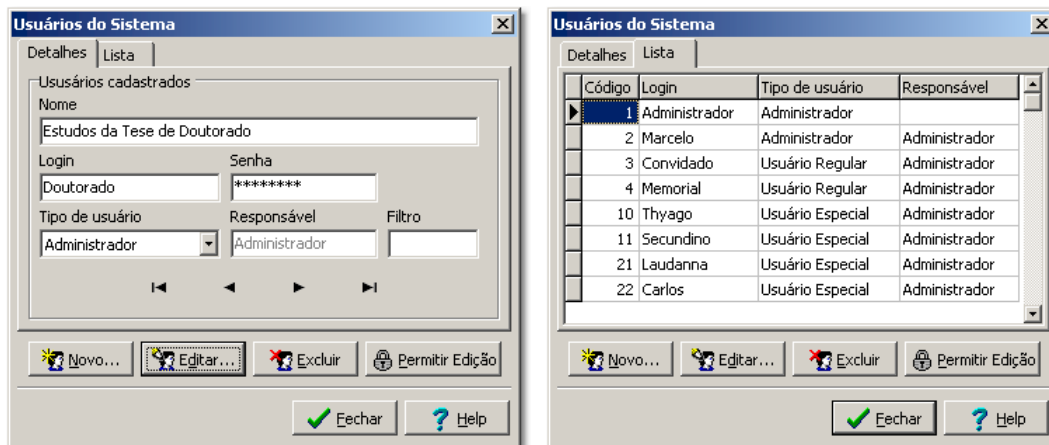 Usuários do Sistema
Detalhes Lista
Ususários cadastrados
Nome
Estudos da Tese de Doutorado
Login Senha
Doutorado ********
Tipo de usuário Responsável Filtro
Administrador Administrador
Novo... Editar... Excluir Permitir Edição
Fechar Help
Usuários do Sistema
Detalhes Lista
Código Login Tipo de usuário Responsável
1 Administrador Administrador
2 Marcelo Administrador Administrador
3 Convidado Usuário Regular Administrador
4 Memorial Usuário Regular Administrador
10 Thyago Usuário Especial Administrador
11 Secundino Usuário Especial Administrador
21 Laudanna Usuário Especial Administrador
22 Carlos Usuário Especial Administrador
Novo... Editar... Excluir Permitir Edição
Fechar Help